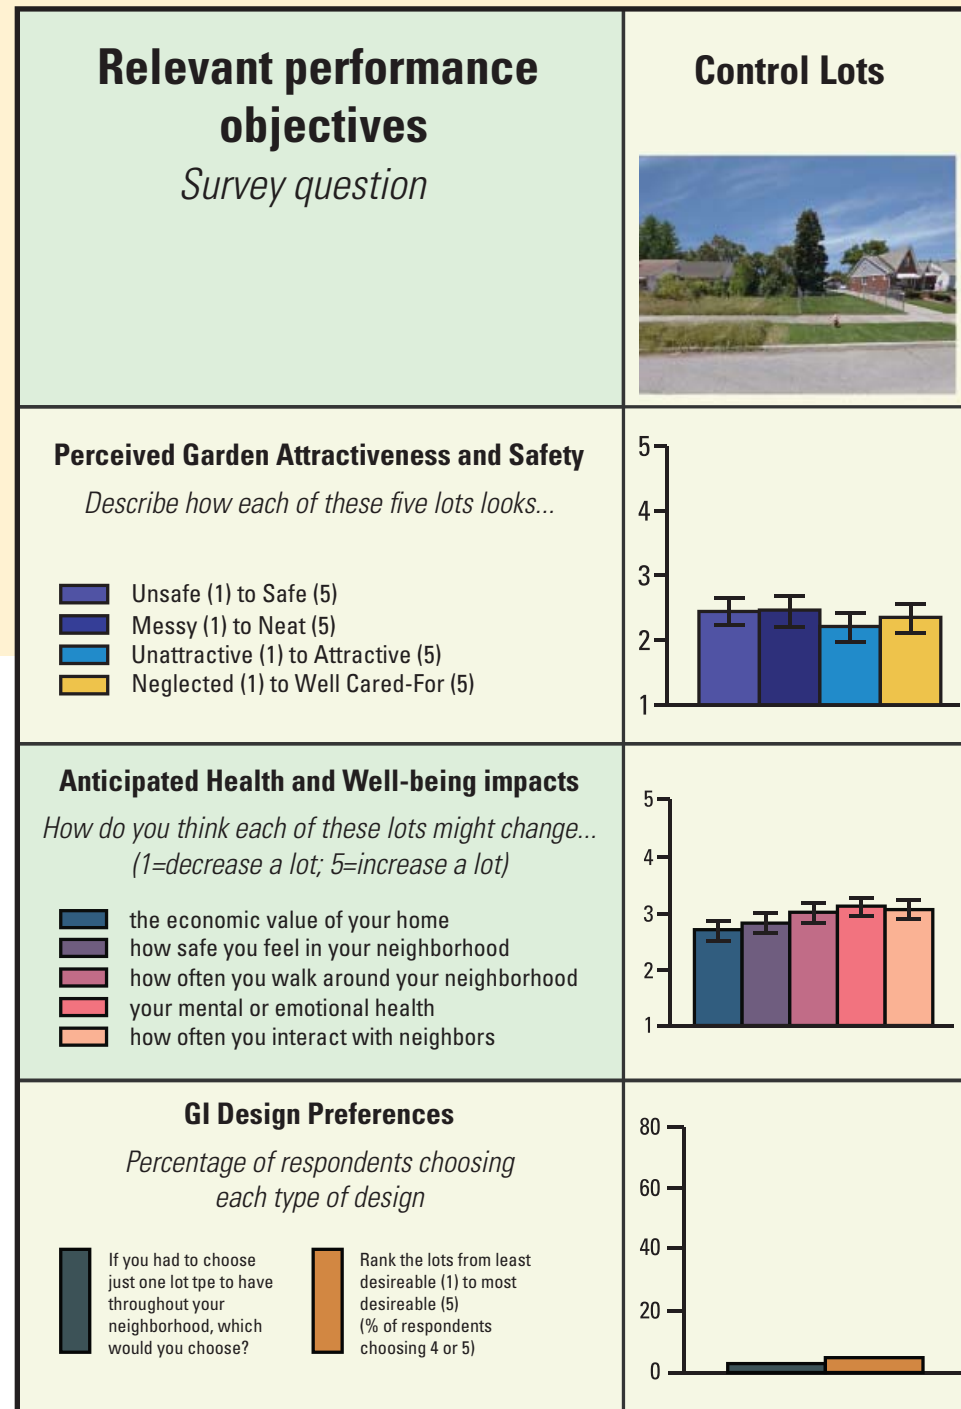 Relevant performance
objectives
Survey question
Control Lots
Perceived Garden Attractiveness and Safety
Describe how each of these five lots looks...
Unsafe (1) to Safe (5)
Messy (1) to Neat (5)
Unattractive (1) to Attractive (5)
Neglected (1) to Well Cared-For (5)
5
4
3
2
1
Anticipated Health and Well-being impacts
How do you think each of these lots might change...
(1=decrease a lot; 5=increase a lot)
the economic value of your home
how safe you feel in your neighborhood
how often you walk around your neighborhood
your mental or emotional health
how often you interact with neighbors
5
4
3
2
1
GI Design Preferences
Percentage of respondents choosing
each type of design
If you had to choose
just one lot tpe to have
throughout your
neighborhood, which
would you choose?
Rank the lots from least
desireable (1) to most
desireable (5)
(% of respondents
choosing 4 or 5)
80
60
40
20
0